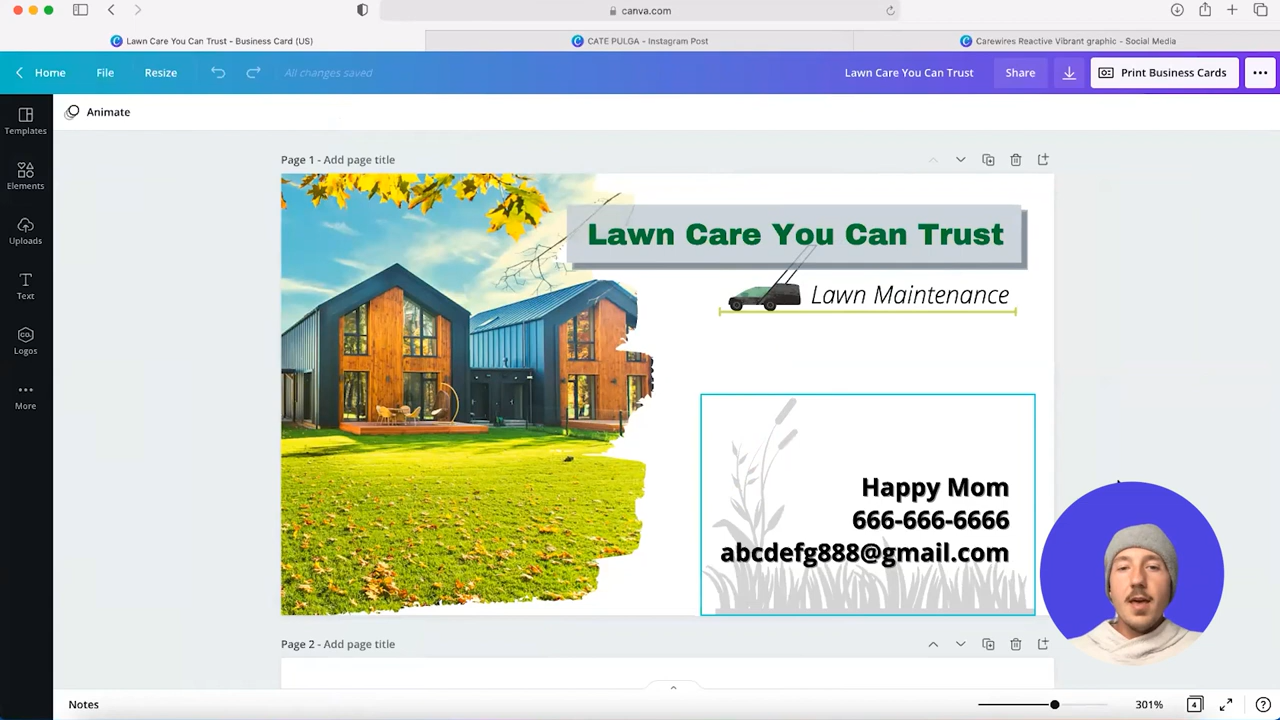 canva.com
Lawn Care You Can Trust - Business Card (US)
CATE PULGA - Instagram Post
Carewires Reactive Vibrant graphic - Social Media
Home
File
Resize
All changes saved
Lawn Care You Can Trust
Share
Print Business Cards
Templates
Elements
Uploads
Text
CO.
Logos
More
Animate
Page 1 - Add page title
Lawn Care You Can Trust
Lawn Maintenance
Happy Mom
666-666-6666
abcdefg888@gmail.com
Page 2 - Add page title
Notes
301%
4